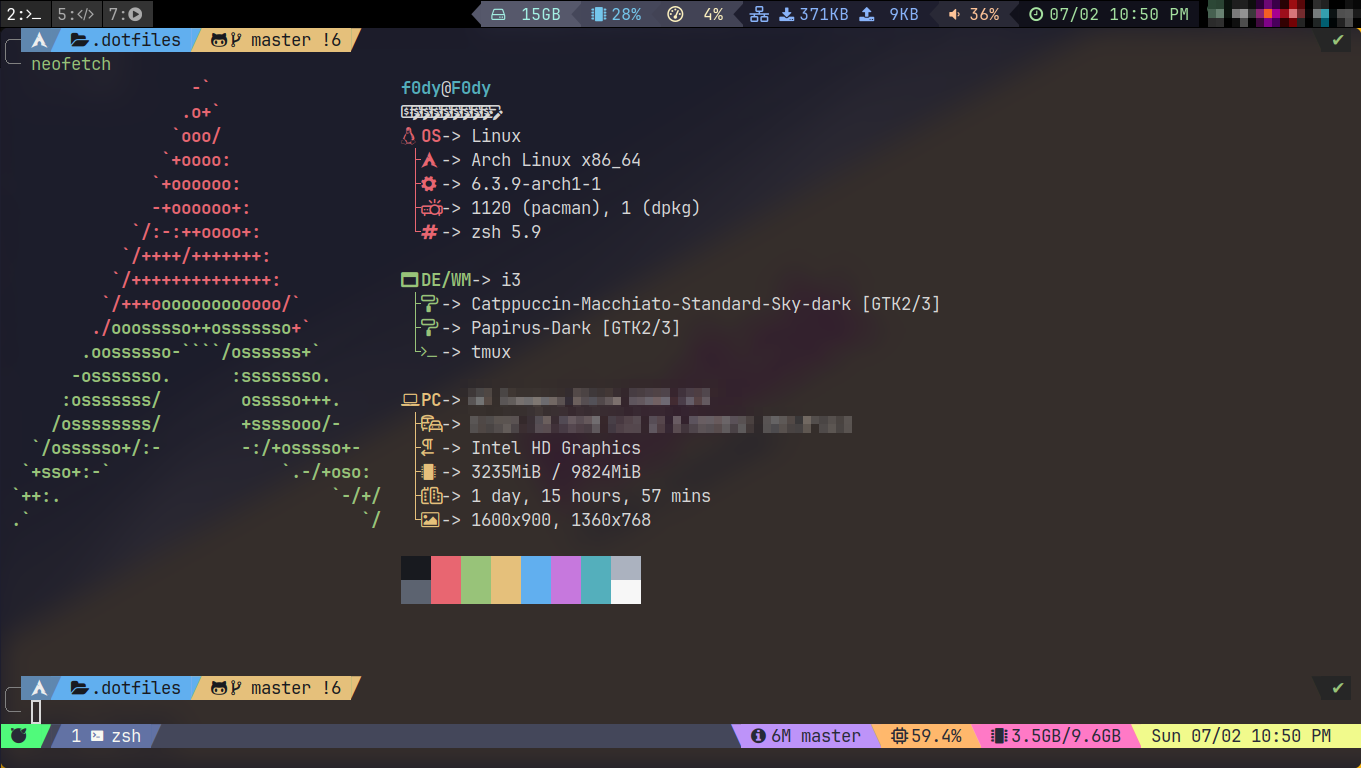 2: 5: 7: 15GB 28% 4% 371KB 9KB 36% 07/02 10:50 PM
.dotfiles master !6 ✔
neofetch
-` f0dy@F0dy
.o+`
`ooo/ OS-> Linux
`+oooo: -> Arch Linux x86_64
`+oooooo: -> 6.3.9-arch1-1
-+oooooo+: -> 1120 (pacman), 1 (dpkg)
`/:-:++oooo+: # -> zsh 5.9
`/++++/+++++++:
`/++++++++++++++: DE/WM-> i3
`/+++ooooooooooooo/` -> Catppuccin-Macchiato-Standard-Sky-dark [GTK2/3]
./ooosssso++osssssso+` -> Papirus-Dark [GTK2/3]
.oossssso-````/ossssss+` >_ -> tmux
-osssssso. :ssssssso.
:osssssss/ osssso+++. PC->
/ossssssss/ +ssssooo/- ->
`/ossssso+/:- -:/+osssso+- -> Intel HD Graphics
`+sso+:-` `.-/+oso: -> 3235MiB / 9824MiB
`++:. `-/+/ -> 1 day, 15 hours, 57 mins
.` `/ -> 1600x900, 1360x768
.dotfiles master !6 ✔
1 zsh 6M master 59.4% 3.5GB/9.6GB Sun 07/02 10:50 PM